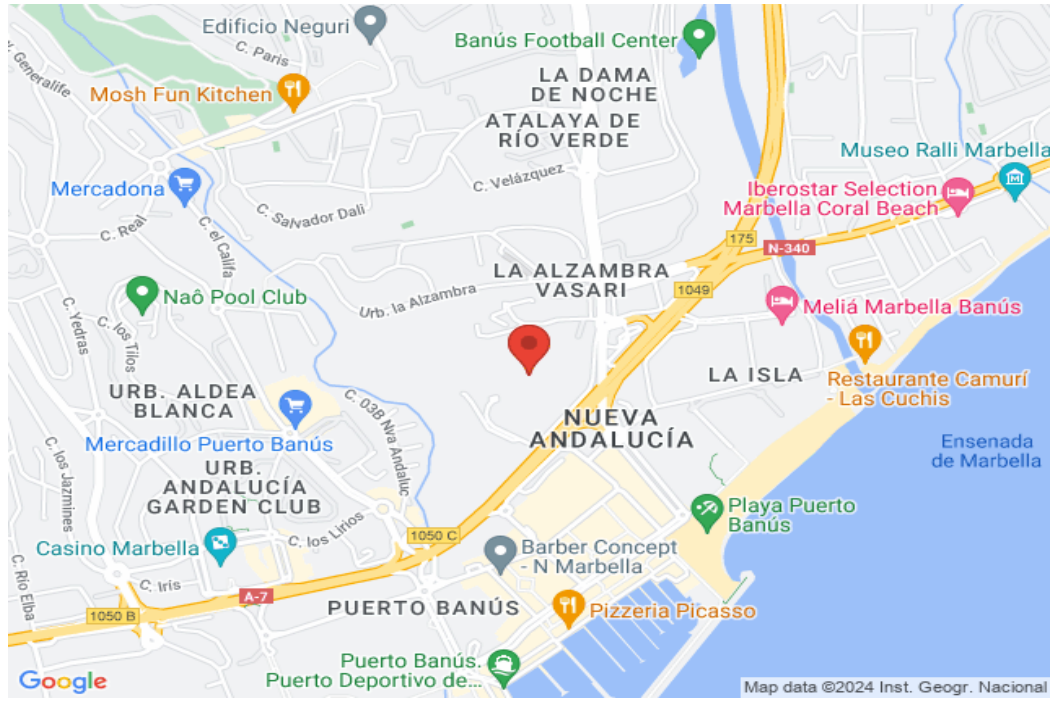 Edificio Neguri
C. París
Banús Football Center
Generalife
Mosh Fun Kitchen
LA DAMA
DE NOCHE
ATALAYA DE
RÍO VERDE
Museo Ralli Marbella
Mercadona
C. Velázquez
Iberostar Selection
Marbella Coral Beach
C. Salvador Dalí
C. Real
C. el Califa
175
N-340
LA ALZAMBRA
VASARI
Urb. la Alzambra
1049
Naô Pool Club
Meliá Marbella Banús
C. Yedras
C. los Tilos
LA ISLA
Restaurante Camurí
- Las Cuchis
URB. ALDEA
BLANCA
C. 03B Nva Andaluc
NUEVA
ANDALUCÍA
Mercadillo Puerto Banús
Ensenada
de Marbella
C. los Jazmines
URB.
ANDALUCÍA
GARDEN CLUB
Playa Puerto
Banús
C. los Lirios
1050 C
Casino Marbella
Barber Concept
- N Marbella
C. Iris
C. Río Elba
A-7
1050 B
PUERTO BANÚS
Pizzeria Picasso
Puerto Banús.
Puerto Deportivo de...
Google
Map data ©2024 Inst. Geogr. Nacional